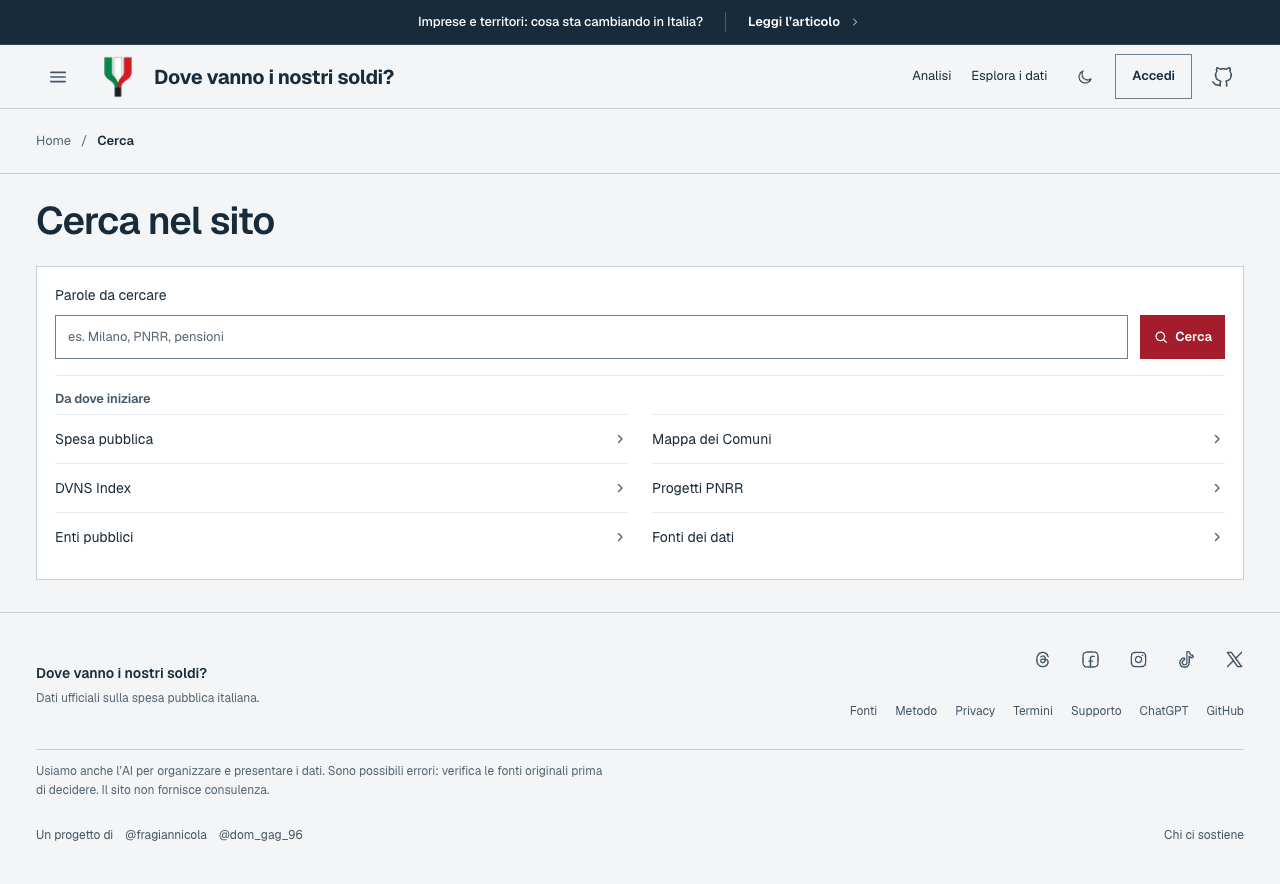 Imprese e territori: cosa sta cambiando in Italia? Leggi l'articolo
Dove vanno i nostri soldi? Analisi Esplora i dati Accedi
Home / Cerca
Cerca nel sito
Parole da cercare
es. Milano, PNRR, pensioni Cerca
Da dove iniziare
Spesa pubblica Mappa dei Comuni
DVNS Index Progetti PNRR
Enti pubblici Fonti dei dati
Dove vanno i nostri soldi?
Dati ufficiali sulla spesa pubblica italiana.
Fonti Metodo Privacy Termini Supporto ChatGPT GitHub
Usiamo anche l'AI per organizzare e presentare i dati. Sono possibili errori: verifica le fonti originali prima
di decidere. Il sito non fornisce consulenza.
Un progetto di @fragiannicola @dom_gag_96 Chi ci sostiene